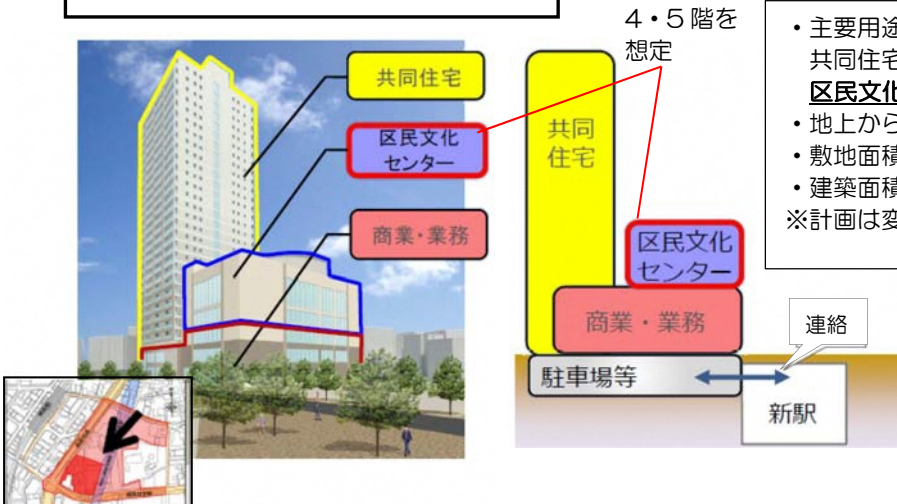 4・5階を
想定
共同住宅
区民文化
センター
商業・業務
共同
住宅
区民文化
センター
商業・業務
駐車場等
連絡
新駅
・主要用途
共同住宅
区民文化
・地上から
・敷地面積
・建築面積
※計画は変